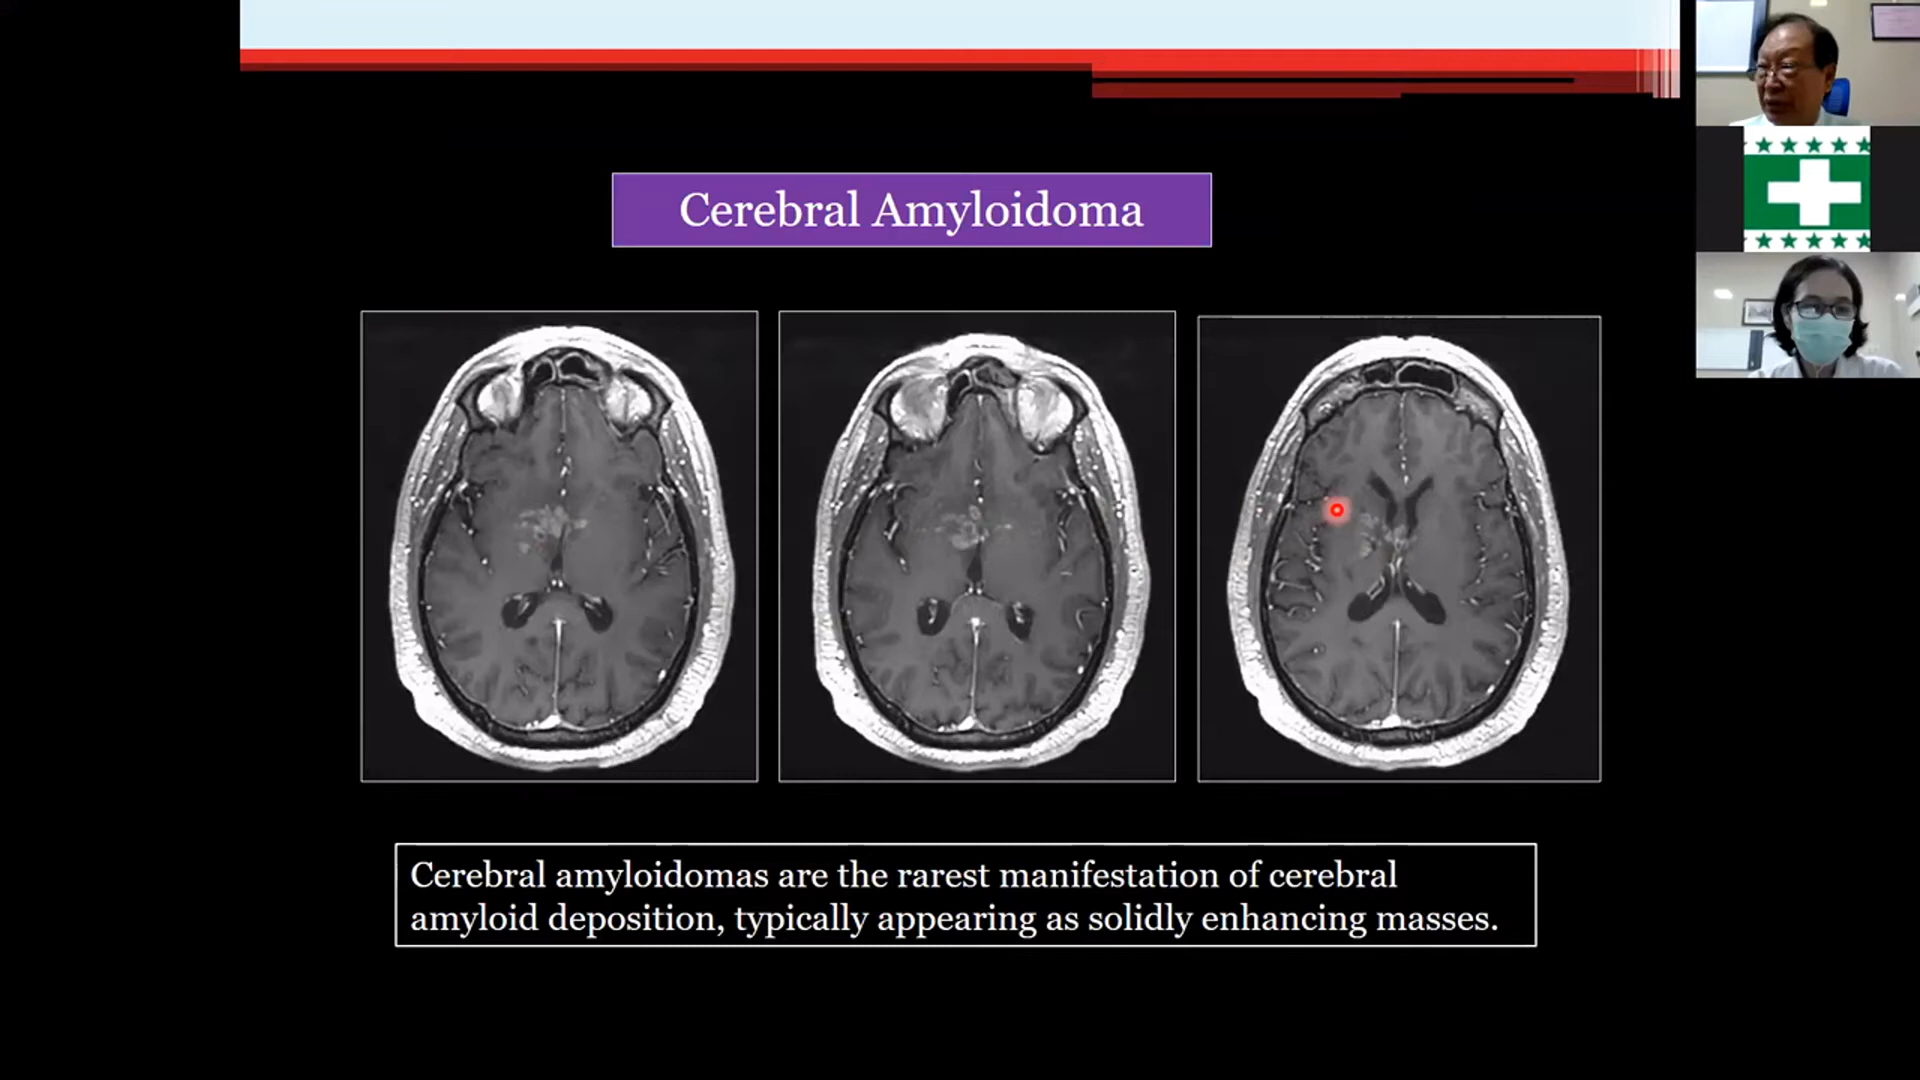 Cerebral Amyloidoma
Cerebral amyloidomas are the rarest manifestation of cerebral
amyloid deposition, typically appearing as solidly enhancing masses.